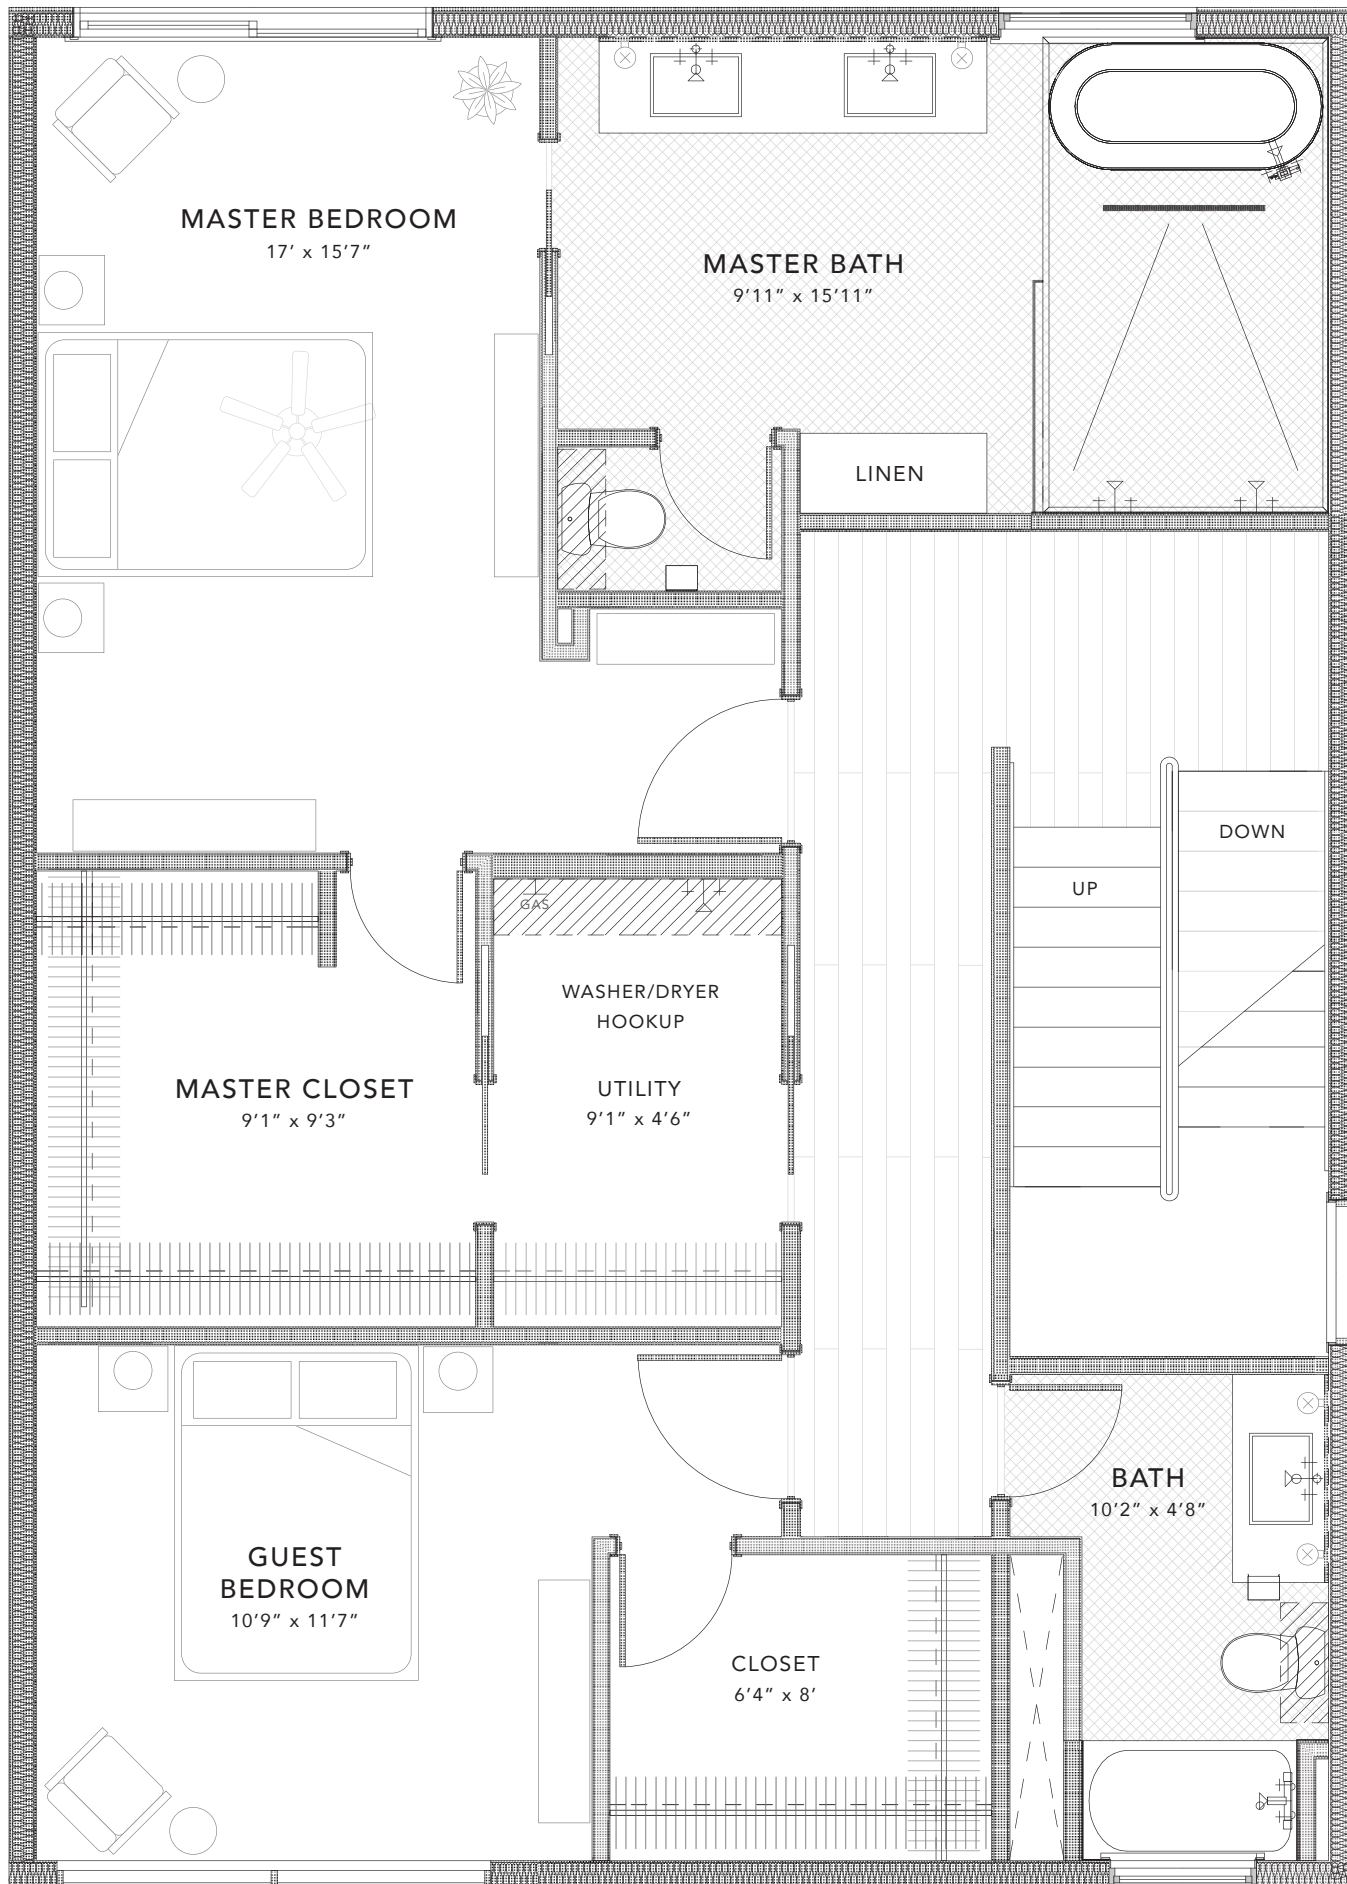 MASTER BEDROOM
17’ x 15’7”
MASTER BATH
9’11” x 15’11”
LINEN
DOWN
UP
GAS
WASHER/DRYER
HOOKUP
MASTER CLOSET
9’1” x 9’3”
UTILITY
9’1” x 4’6”
BATH
10’2” x 4’8”
GUEST
BEDROOM
10’9” x 11’7”
CLOSET
6’4” x 8’